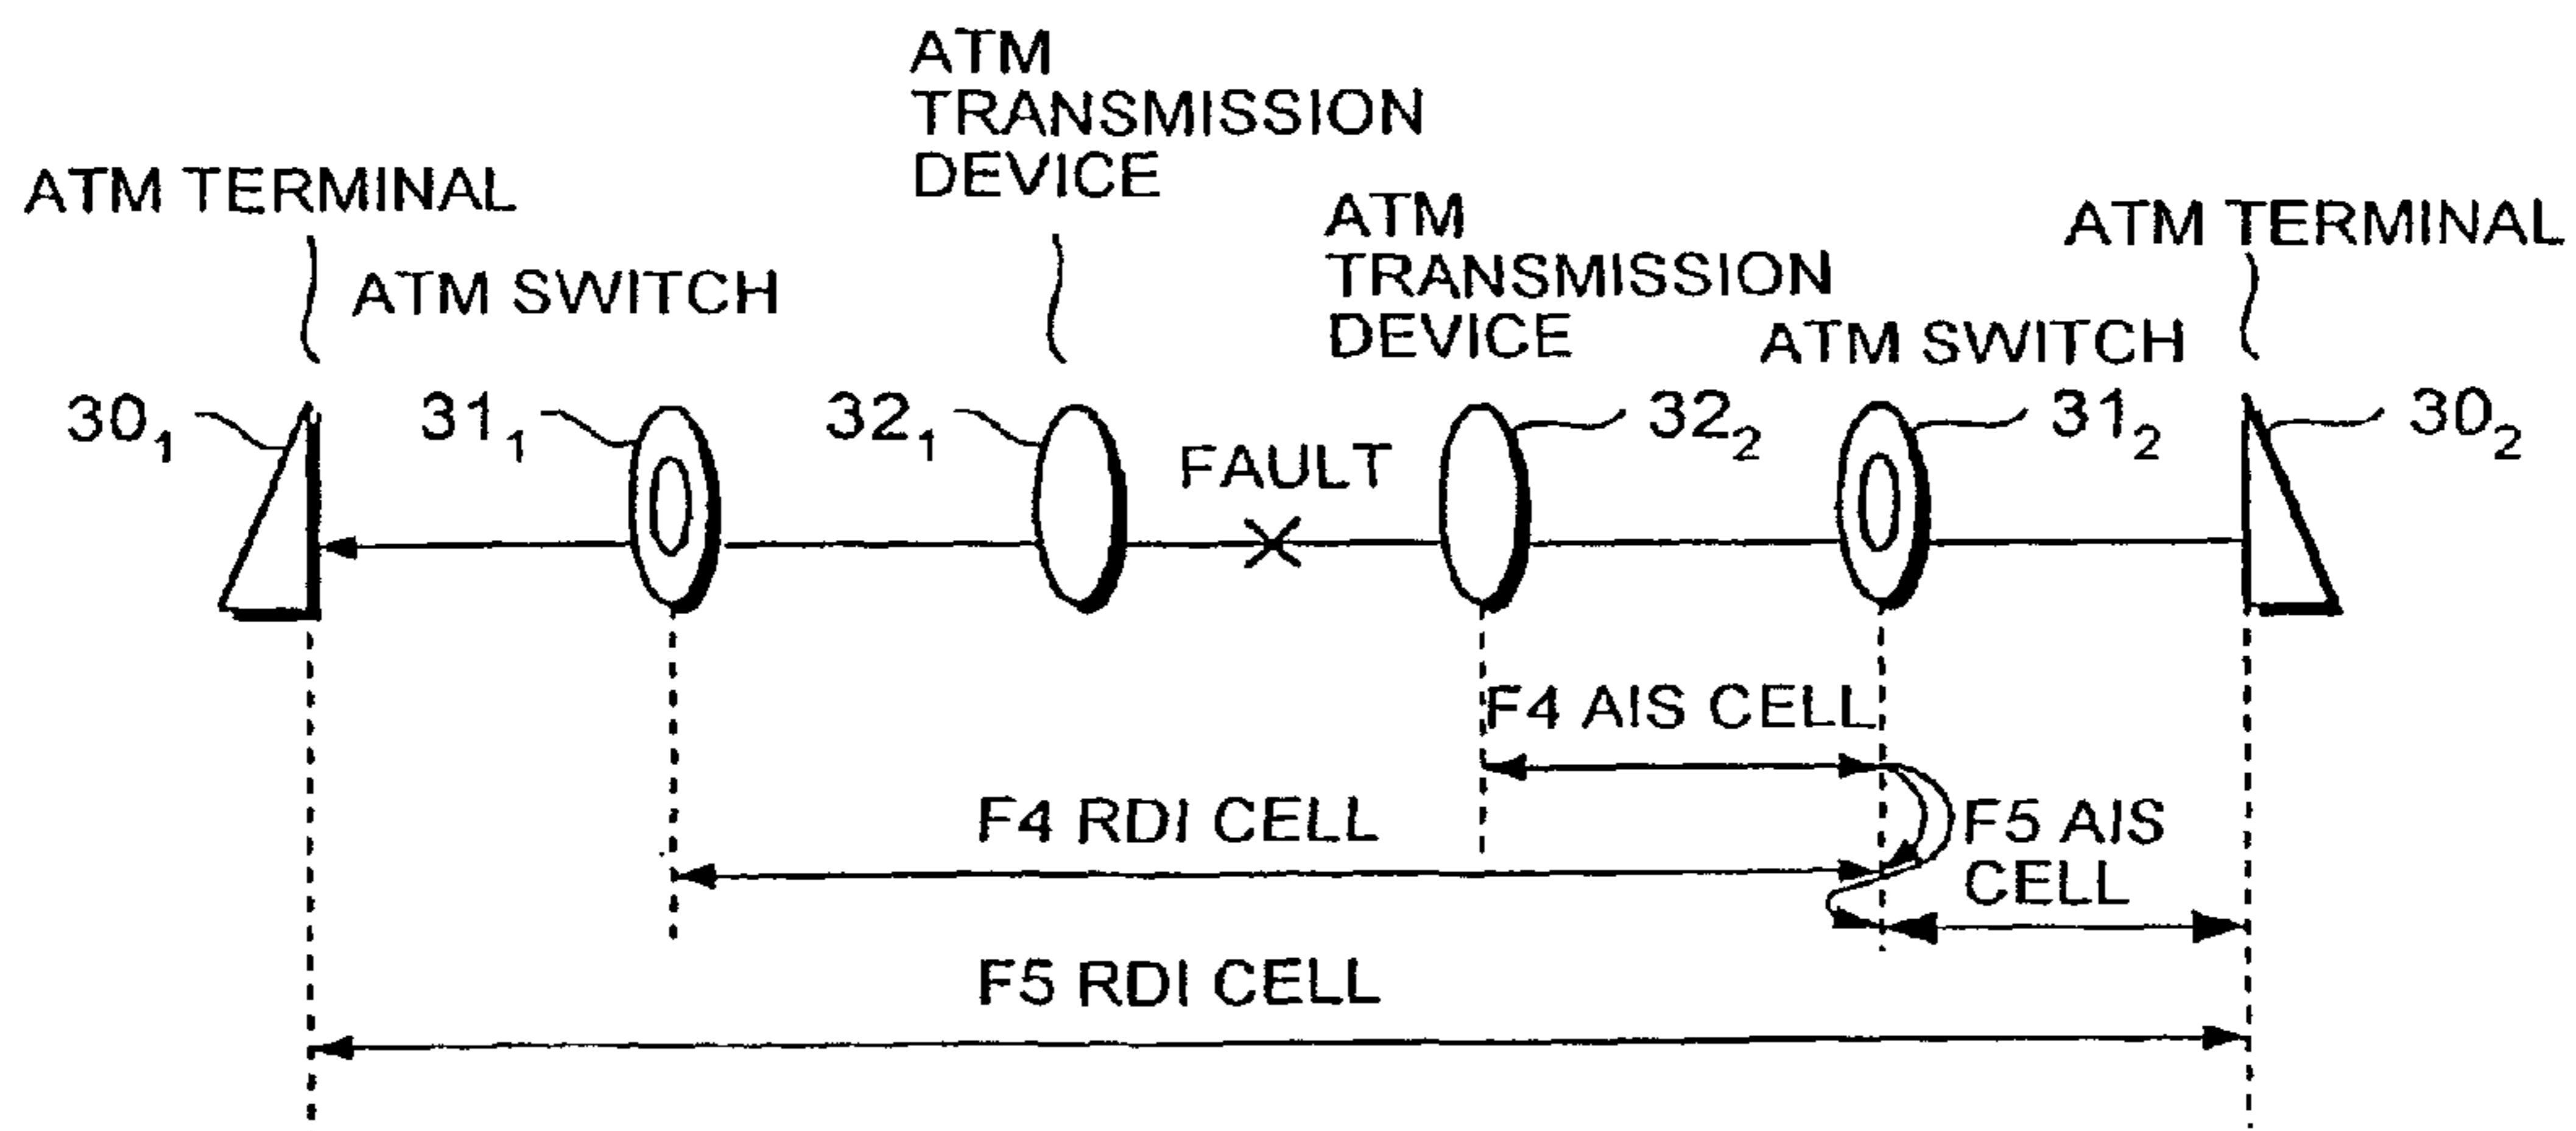 ATM
TRANSMISSION
DEVICE
ATM TERMINAL
ATM
TRANSMISSION
DEVICE
ATM TERMINAL
ATM SWITCH
ATM SWITCH
30₁
31₁
32₁
FAULT
32₂
31₂
30₂
F4 AIS CELL
F4 RDI CELL
F5 AIS
CELL
F5 RDI CELL